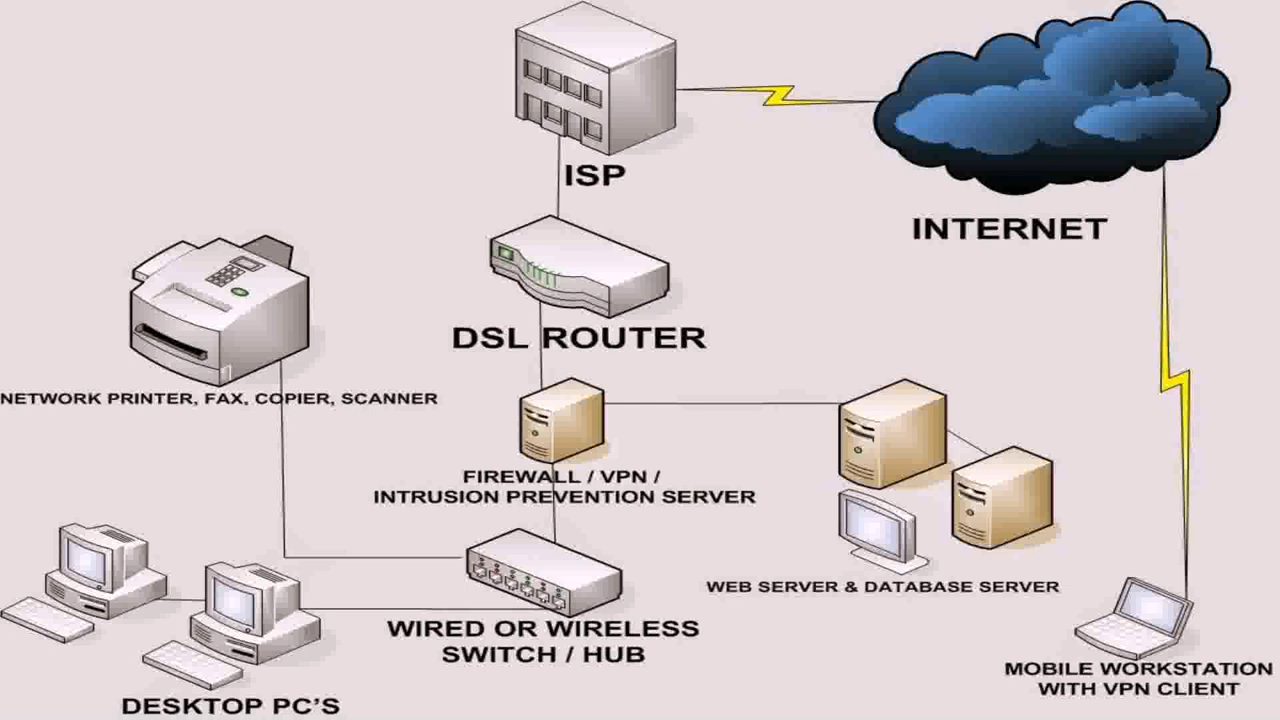 ISP
INTERNET
DSL ROUTER
NETWORK PRINTER, FAX, COPIER, SCANNER
FIREWALL / VPN /
INTRUSION PREVENTION SERVER
WEB SERVER & DATABASE SERVER
WIRED OR WIRELESS
SWITCH / HUB
MOBILE WORKSTATION
WITH VPN CLIENT
DESKTOP PC'S